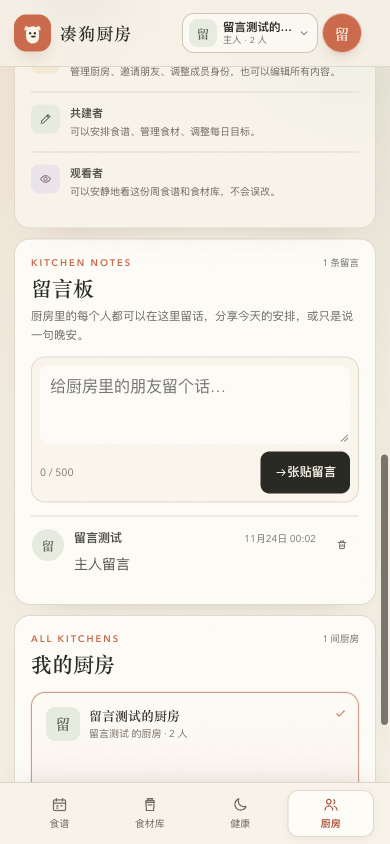 凑狗厨房
留
留言测试的...
主人 · 2 人
留
管理厨房、邀请朋友、调整成员身份，也可以编辑所有内容。
共建者
可以安排食谱、管理食材、调整每日目标。
观看者
可以安静地看这份周食谱和食材库，不会误改。
KITCHEN NOTES
1 条留言
留言板
厨房里的每个人都可以在这里留话，分享今天的安排，或只是说
一句晚安。
给厨房里的朋友留个话...
0 / 500
→张贴留言
留
留言测试
11月24日 00:02
主人留言
ALL KITCHENS
1 间厨房
我的厨房
留
留言测试的厨房
留言测试 的厨房 · 2 人
食谱
食材库
健康
厨房